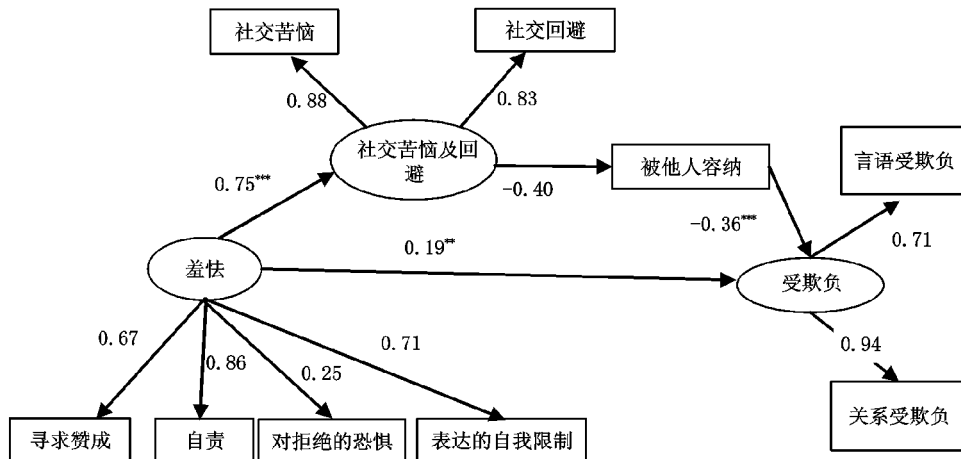 社交苦恼
社交回避
0.88
0.83
社交苦恼及回
避
被他人容纳
言语受欺负
0.75***
-0.40
-0.36***
0.71
羞怯
0.19**
受欺负
0.67
0.86
0.25
0.71
0.94
寻求赞成
自责
对拒绝的恐惧
表达的自我限制
关系受欺负